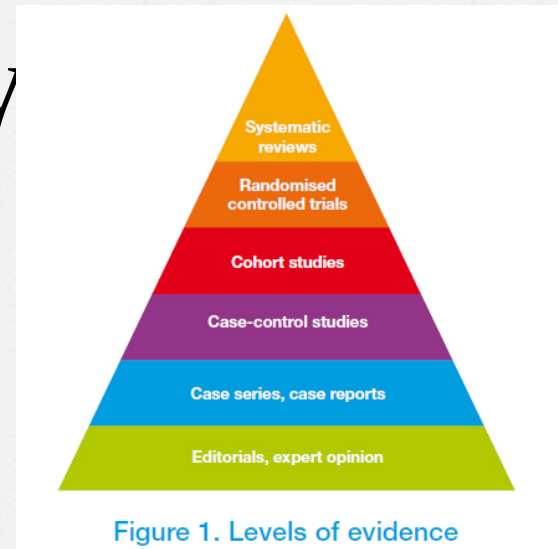 Systematic
reviews
Randomised
controlled trials
Cohort studies
Case-control studies
Case series, case reports
Editorials, expert opinion
Figure 1. Levels of evidence